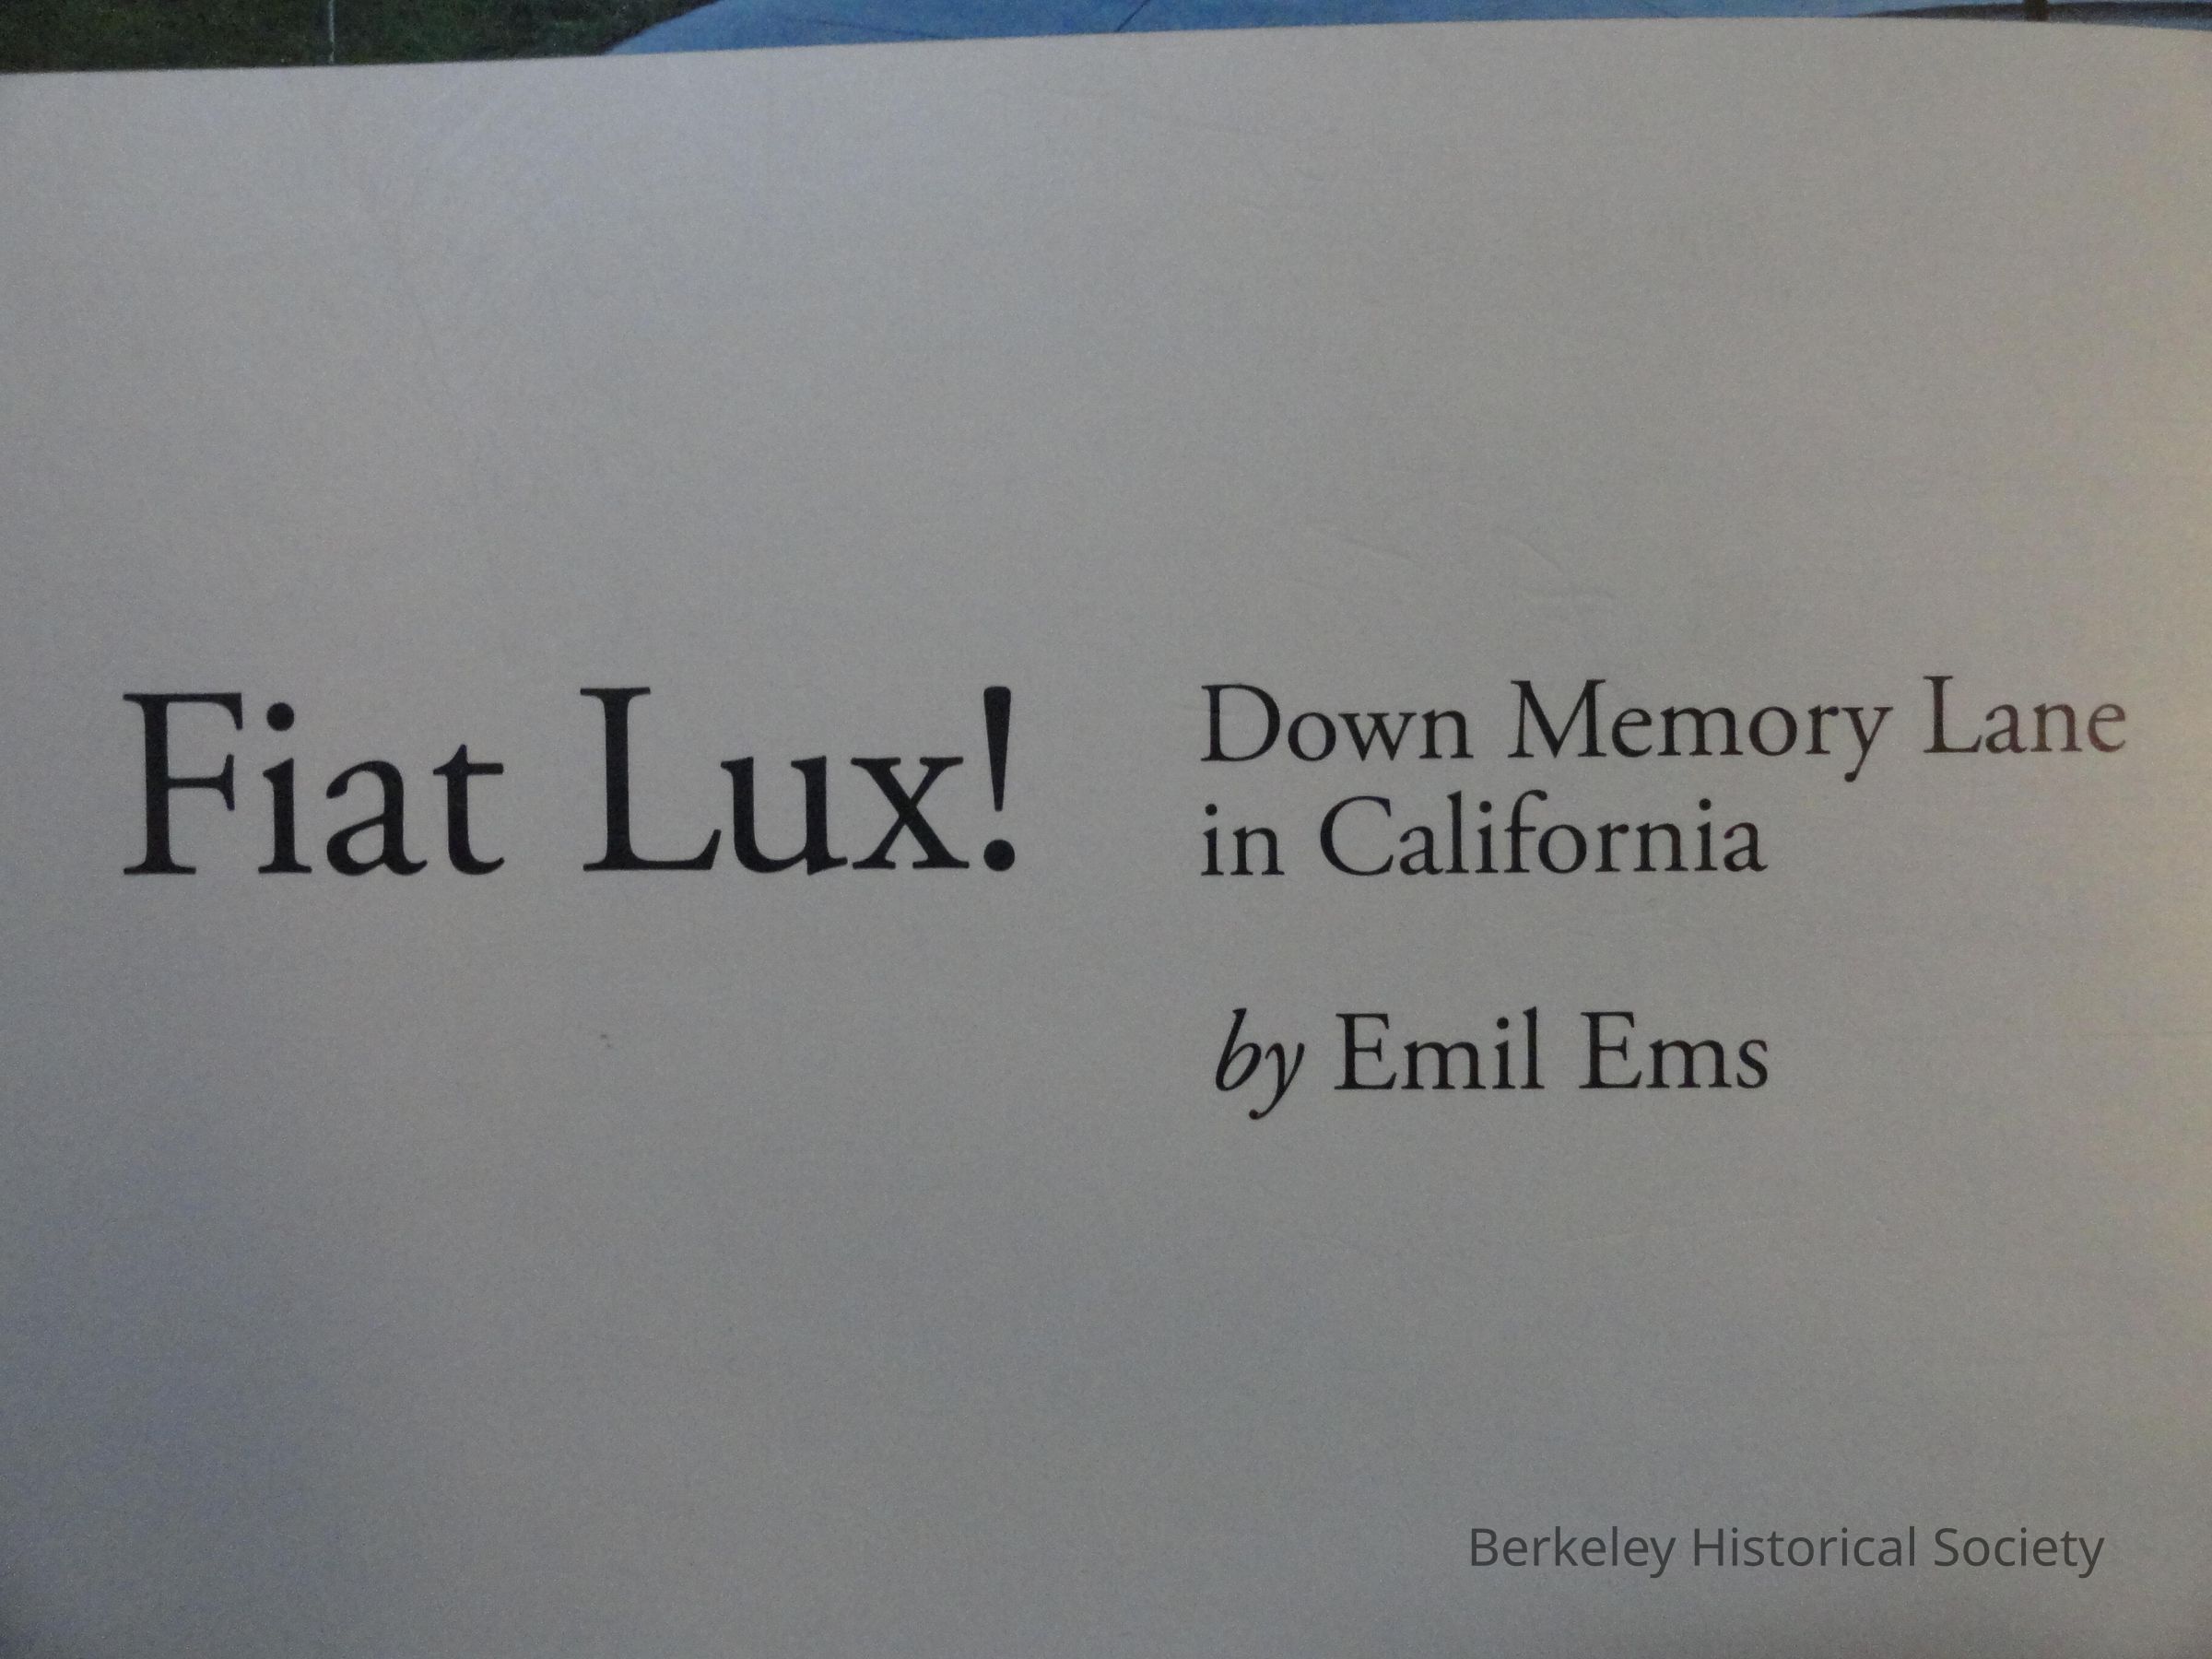 Fiat Lux!
Down Memory Lane
in California
by Emil Ems
Berkeley Historical Society